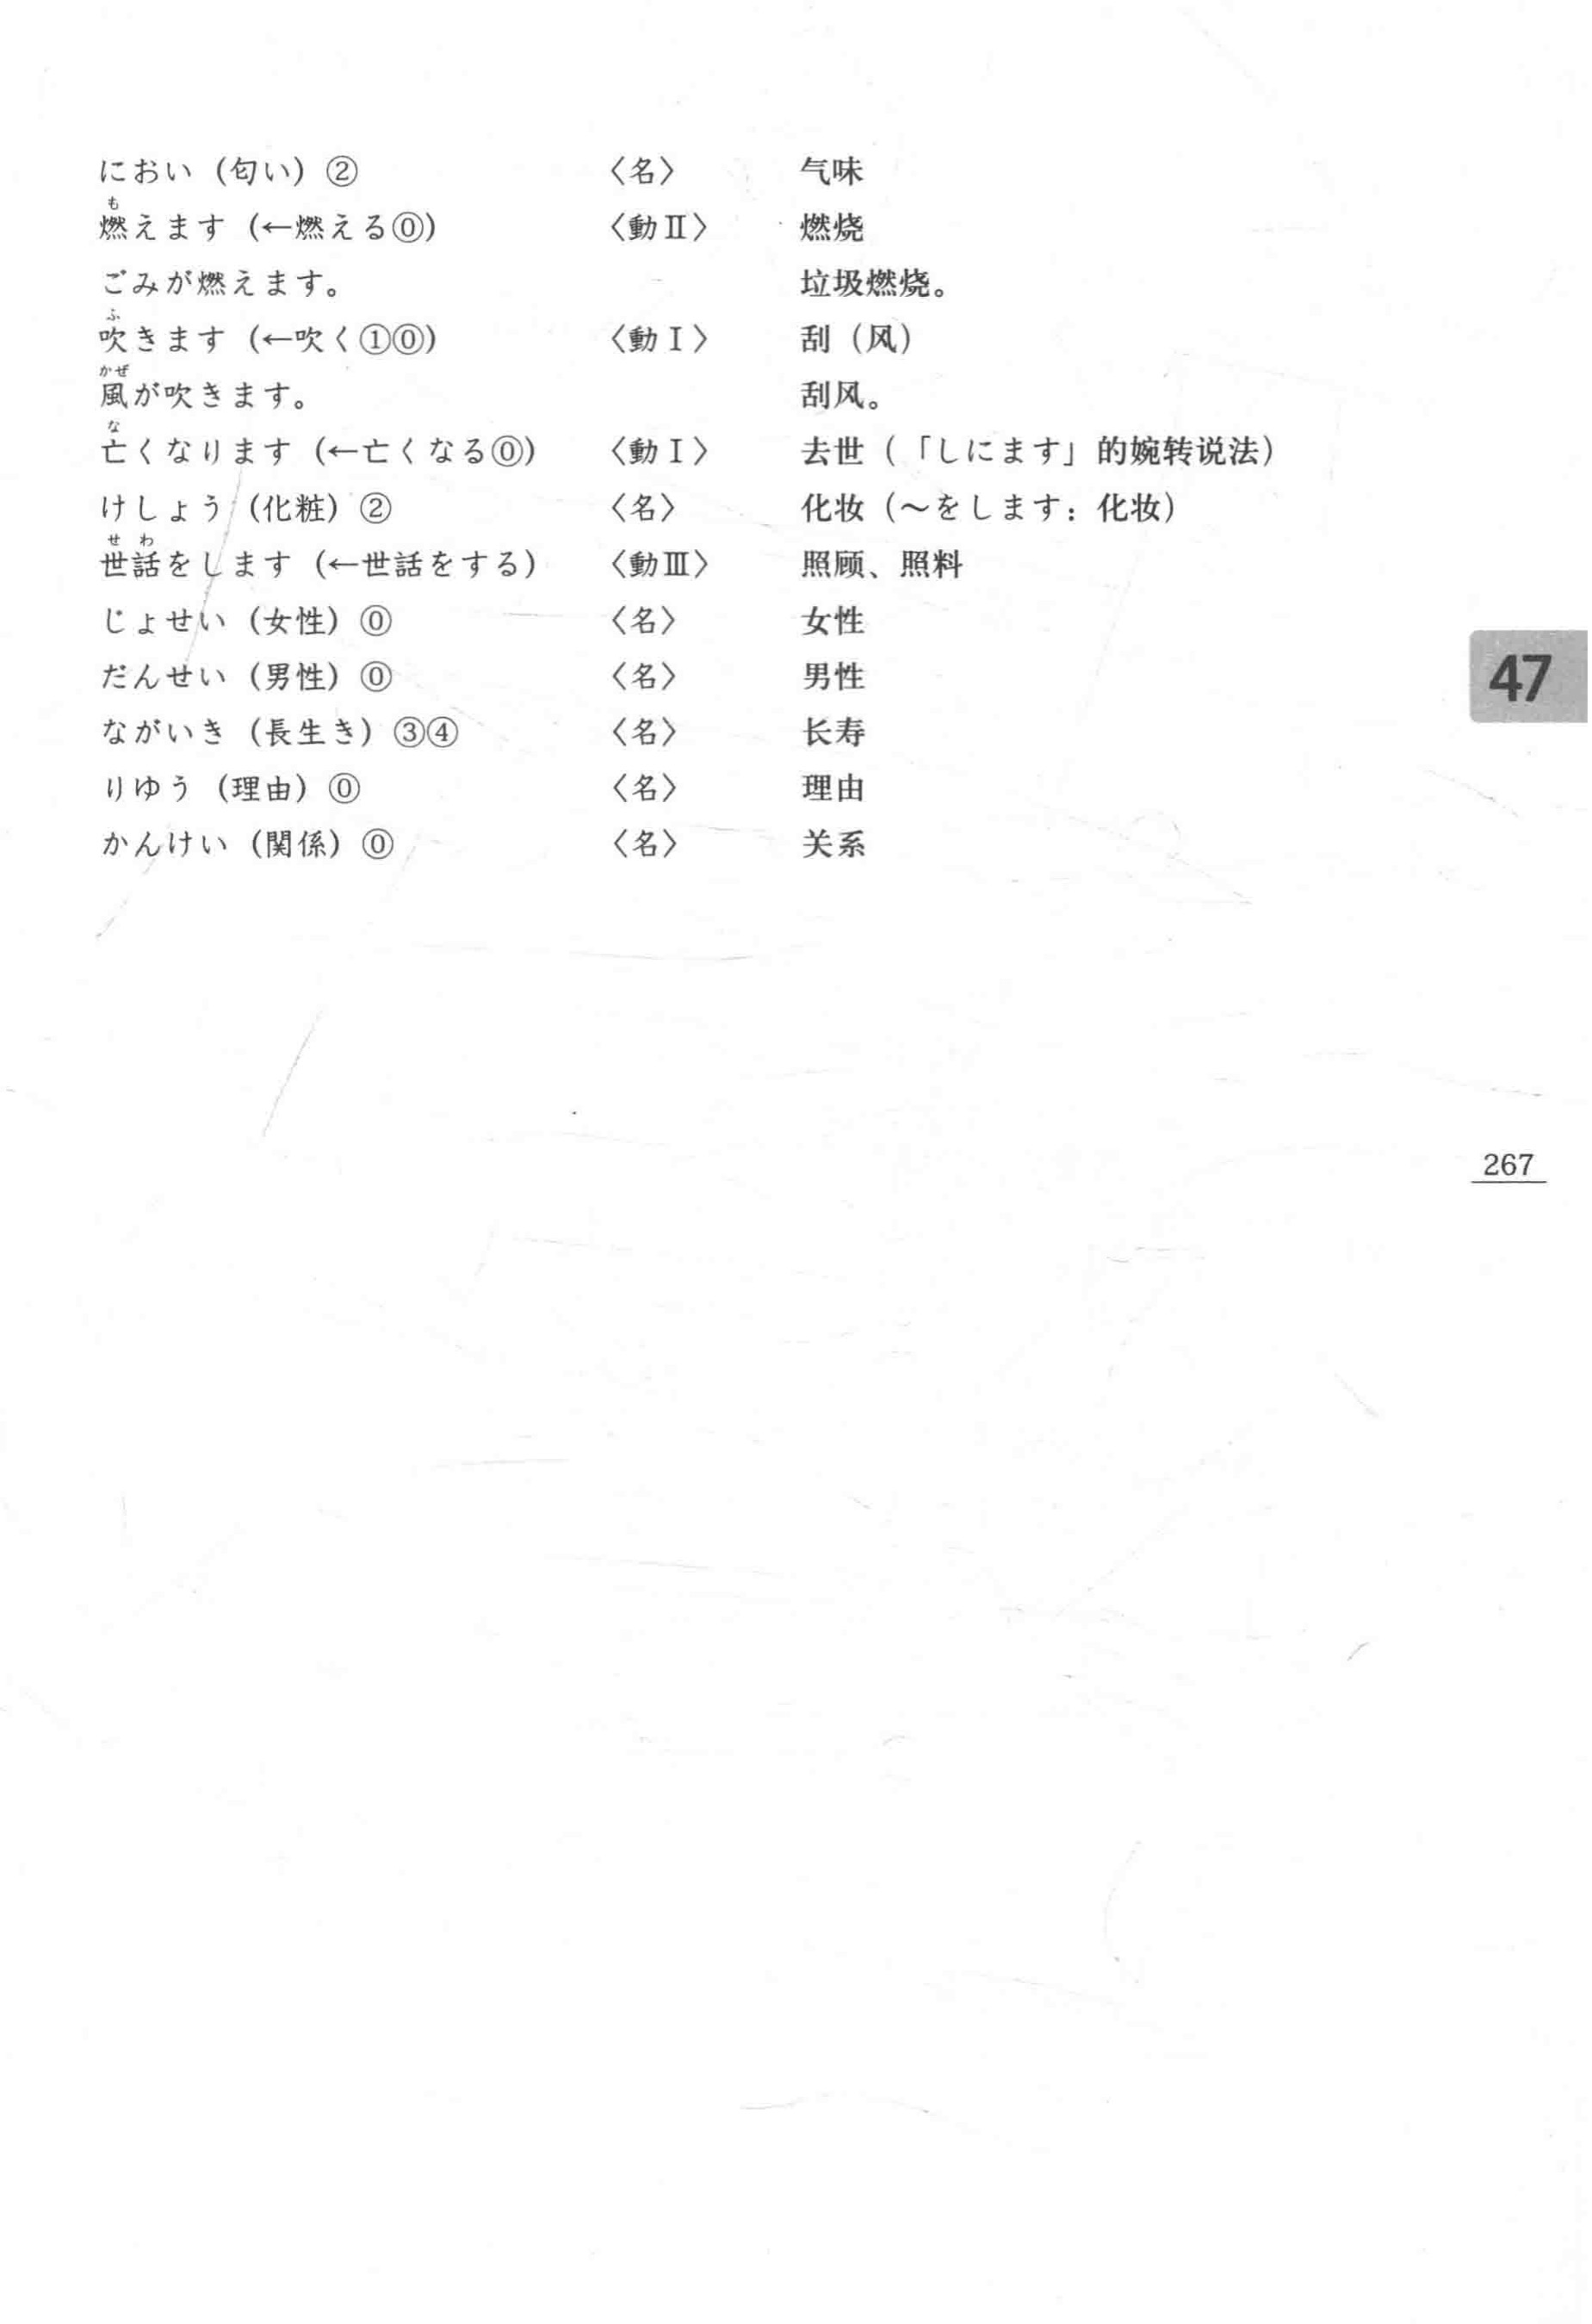 におい（匂い）② 〈名〉 气味
燃えます（←燃える⓪） 〈動Ⅱ〉 燃烧
も
ごみが燃えます。 垃圾燃烧。
吹きます（←吹く①⓪） 〈動Ⅰ〉 刮（风）
ふ
風が吹きます。 刮风。
かぜ
亡くなります（←亡くなる⓪） 〈動Ⅰ〉 去世（「しにます」的婉转说法）
な
けしょう（化粧）② 〈名〉 化妆（～をします：化妆）
世話をします（←世話をする） 〈動Ⅲ〉 照顾、照料
せ わ
じょせい（女性）⓪ 〈名〉 女性
だんせい（男性）⓪ 〈名〉 男性
ながいき（長生き）③④ 〈名〉 长寿
りゆう（理由）⓪ 〈名〉 理由
かんけい（関係）⓪ 〈名〉 关系
47
267